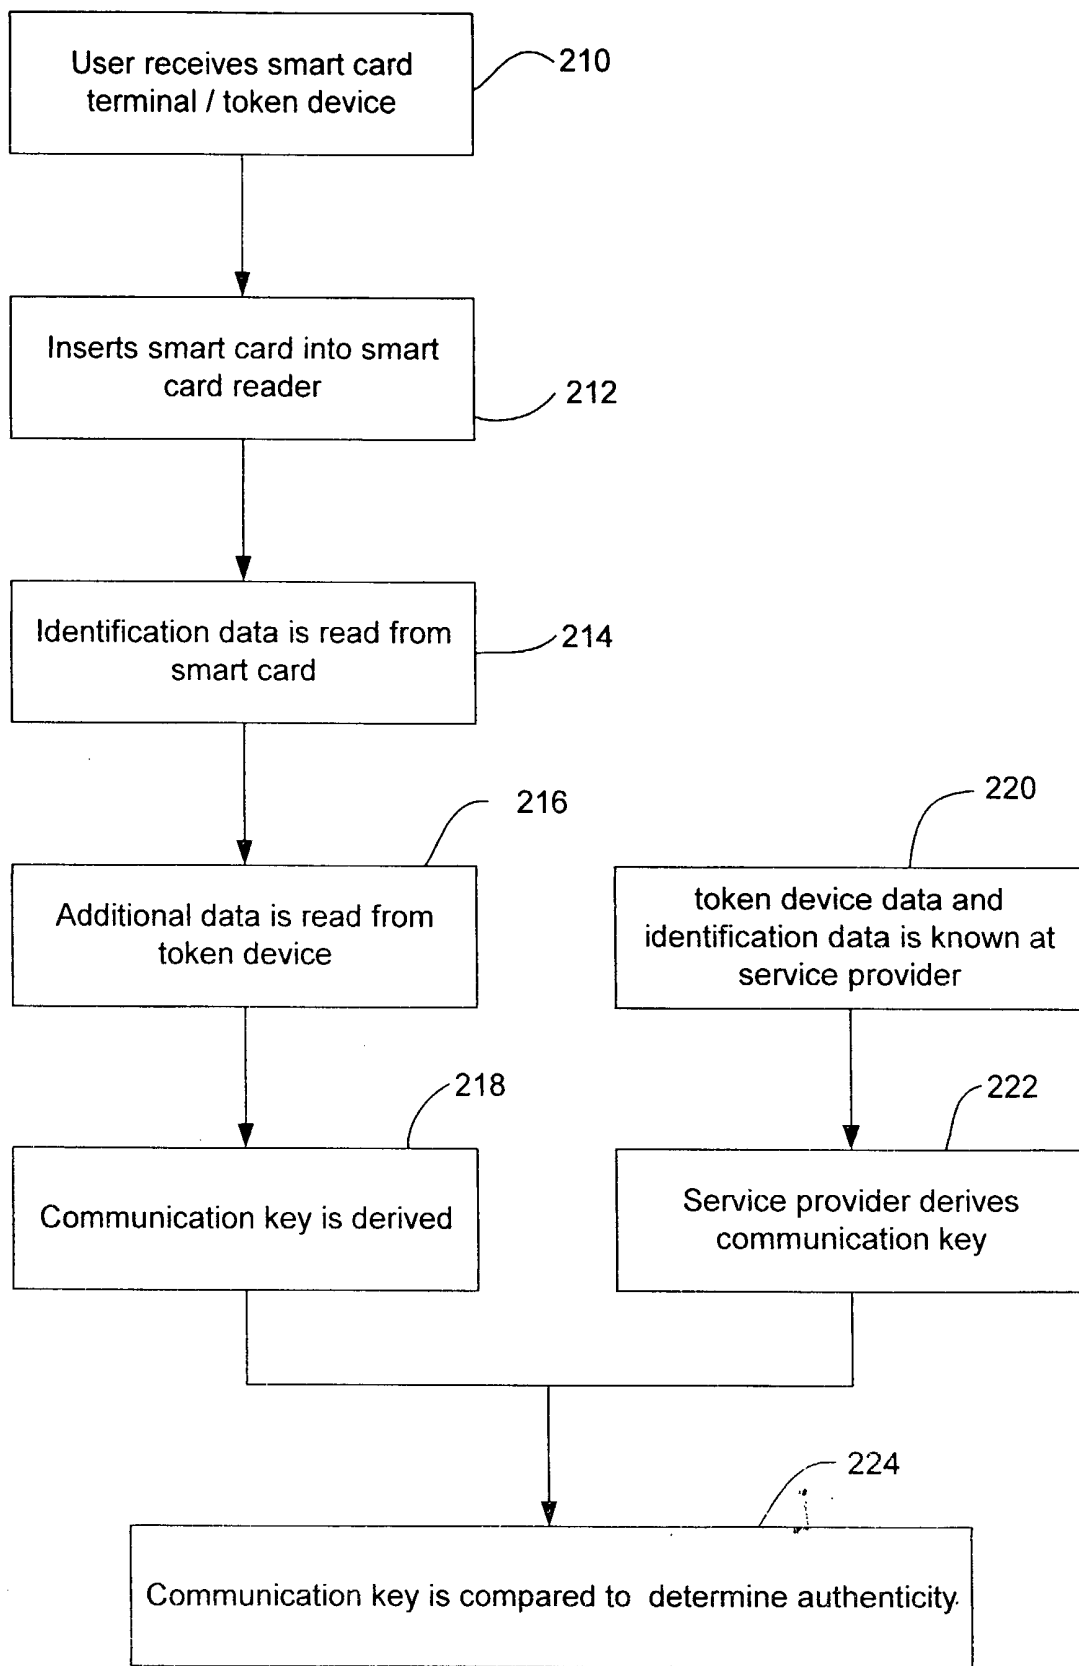 User receives smart card
terminal / token device
210
Inserts smart card into smart
card reader
212
Identification data is read from
smart card
214
216
Additional data is read from
token device
220
token device data and
identification data is known at
service provider
218
Communication key is derived
222
Service provider derives
communication key
224
Communication key is compared to determine authenticity.